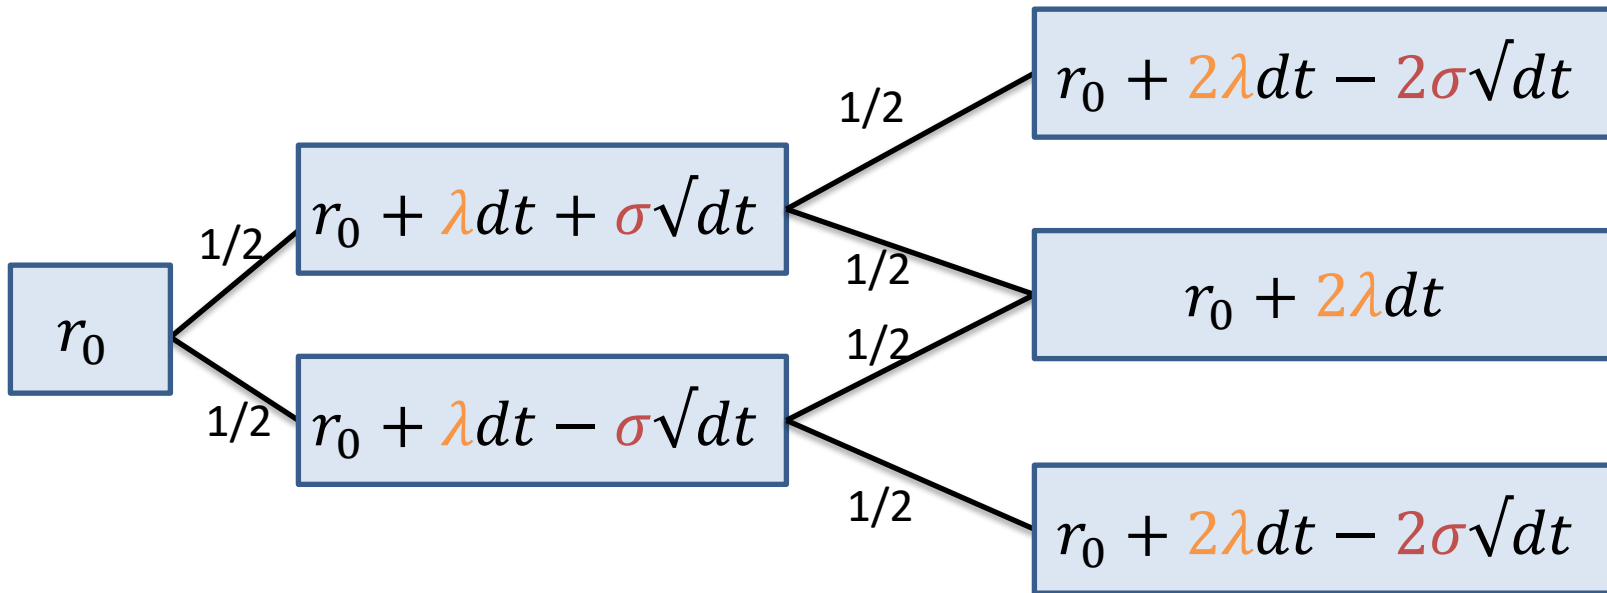 r₀
1/2
1/2
r₀ + λdt + σ√dt
r₀ + λdt − σ√dt
1/2
1/2
1/2
1/2
r₀ + 2λdt − 2σ√dt
r₀ + 2λdt
r₀ + 2λdt − 2σ√dt